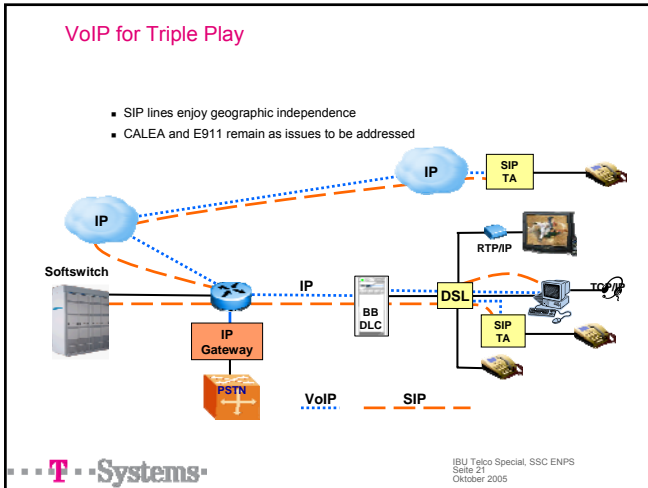 VoIP for Triple Play
▪ SIP lines enjoy geographic independence
▪ CALEA and E911 remain as issues to be addressed
IP
SIP
TA
IP
RTP/IP
Softswitch
IP
TCP/IP
BB
DLC
DSL
SIP
TA
IP
Gateway
PSTN
VoIP
SIP
T Systems
IBU Telco Special, SSC ENPS
Seite 21
Oktober 2005